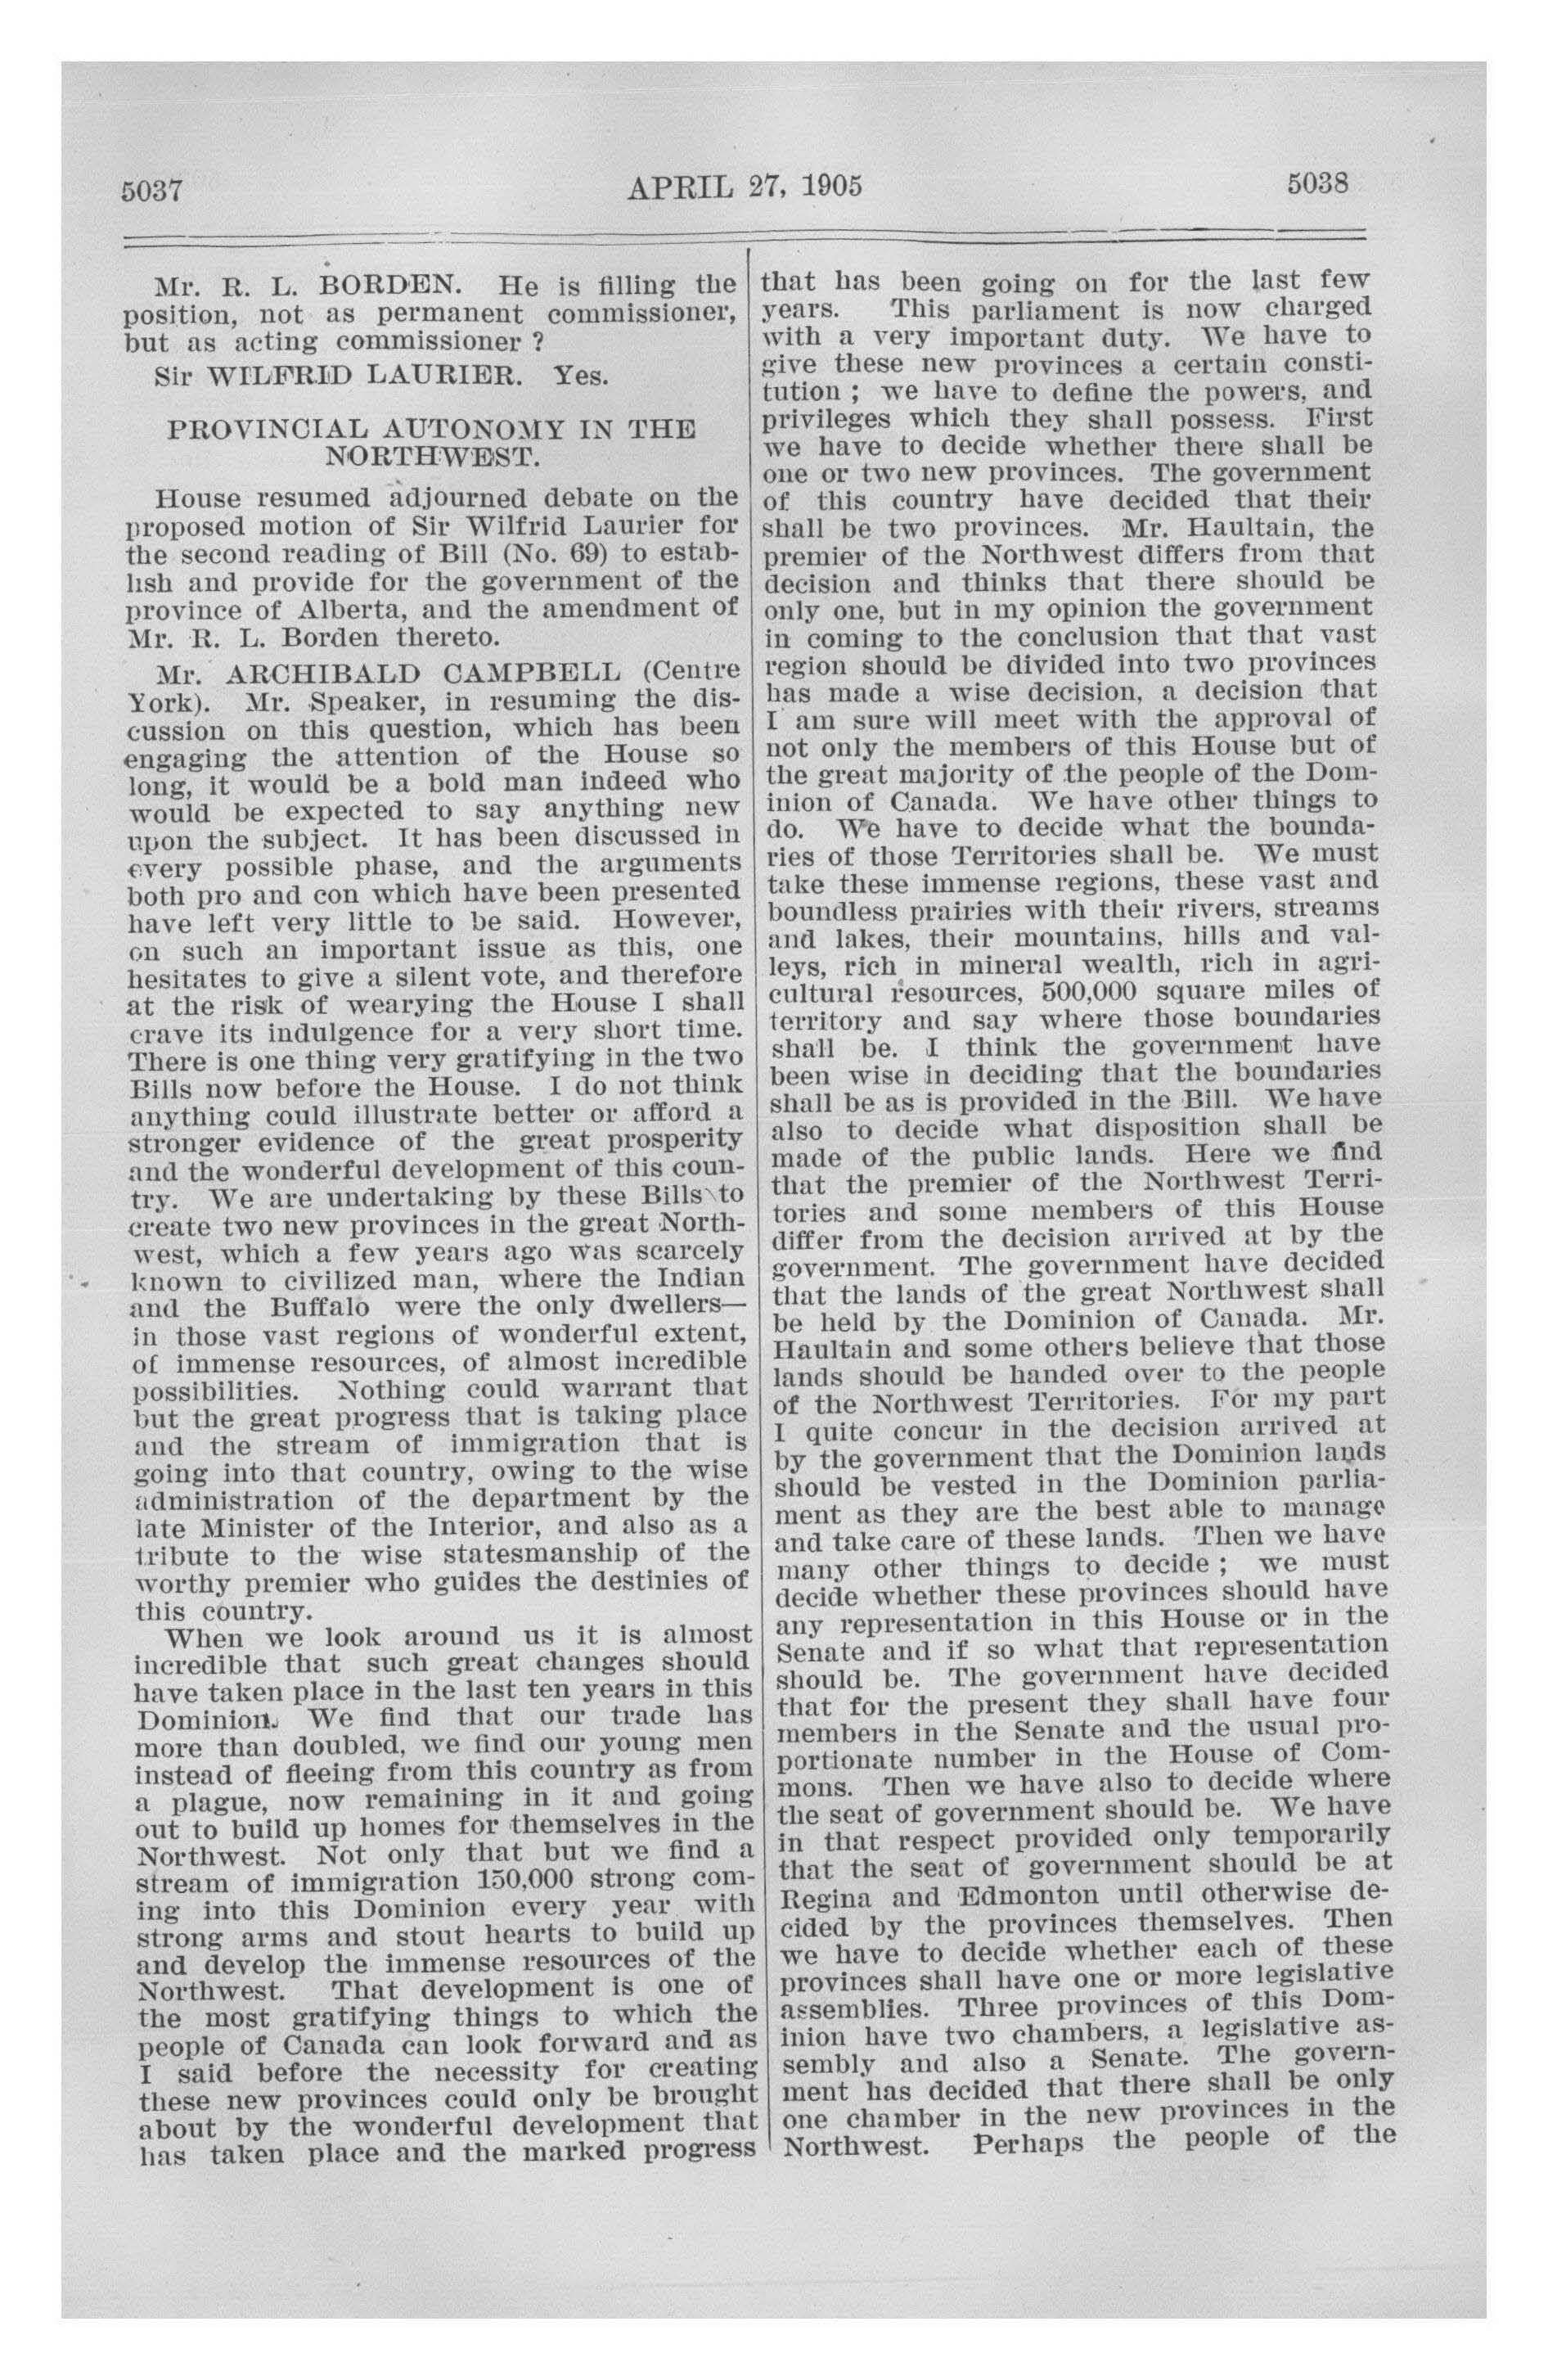 5037
APRIL 27, 1905
5038
Mr. R. L. BORDEN. He is filling the
position, not as permanent commissioner,
but as acting commissioner ?
Sir WILFRID LAURIER. Yes.
PROVINCIAL AUTONOMY IN THE
NORTHWEST.
House resumed adjourned debate on the
proposed motion of Sir Wilfrid Laurier for
the second reading of Bill (No. 69) to estab-
lish and provide for the government of the
province of Alberta, and the amendment of
Mr. R. L. Borden thereto.
Mr. ARCHIBALD CAMPBELL (Centre
York). Mr. Speaker, in resuming the dis-
cussion on this question, which has been
engaging the attention of the House so
long, it would be a bold man indeed who
would be expected to say anything new
upon the subject. It has been discussed in
every possible phase, and the arguments
both pro and con which have been presented
have left very little to be said. However,
on such an important issue as this, one
hesitates to give a silent vote, and therefore
at the risk of wearying the House I shall
crave its indulgence for a very short time.
There is one thing very gratifying in the two
Bills now before the House. I do not think
anything could illustrate better or afford a
stronger evidence of the great prosperity
and the wonderful development of this coun-
try. We are undertaking by these Bills to
create two new provinces in the great North-
west, which a few years ago was scarcely
known to civilized man, where the Indian
and the Buffalo were the only dwellers—
in those vast regions of wonderful extent,
of immense resources, of almost incredible
possibilities. Nothing could warrant that
but the great progress that is taking place
and the stream of immigration that is
going into that country, owing to the wise
administration of the department by the
late Minister of the Interior, and also as a
tribute to the wise statesmanship of the
worthy premier who guides the destinies of
this country.
When we look around us it is almost
incredible that such great changes should
have taken place in the last ten years in this
Dominion. We find that our trade has
more than doubled, we find our young men
instead of fleeing from this country as from
a plague, now remaining in it and going
out to build up homes for themselves in the
Northwest. Not only that but we find a
stream of immigration 150,000 strong com-
ing into this Dominion every year with
strong arms and stout hearts to build up
and develop the immense resources of the
Northwest. That development is one of
the most gratifying things to which the
people of Canada can look forward and as
I said before the necessity for creating
these new provinces could only be brought
about by the wonderful development that
has taken place and the marked progress
that has been going on for the last few
years. This parliament is now charged
with a very important duty. We have to
give these new provinces a certain consti-
tution ; we have to define the powers, and
privileges which they shall possess. First
we have to decide whether there shall be
one or two new provinces. The government
of this country have decided that their
shall be two provinces. Mr. Haultain, the
premier of the Northwest differs from that
decision and thinks that there should be
only one, but in my opinion the government
in coming to the conclusion that that vast
region should be divided into two provinces
has made a wise decision, a decision that
I am sure will meet with the approval of
not only the members of this House but of
the great majority of the people of the Dom-
inion of Canada. We have other things to
do. We have to decide what the bounda-
ries of those Territories shall be. We must
take these immense regions, these vast and
boundless prairies with their rivers, streams
and lakes, their mountains, hills and val-
leys, rich in mineral wealth, rich in agri-
cultural resources, 500,000 square miles of
territory and say where those boundaries
shall be. I think the government have
been wise in deciding that the boundaries
shall be as is provided in the Bill. We have
also to decide what disposition shall be
made of the public lands. Here we find
that the premier of the Northwest Terri-
tories and some members of this House
differ from the decision arrived at by the
government. The government have decided
that the lands of the great Northwest shall
be held by the Dominion of Canada. Mr.
Haultain and some others believe that those
lands should be handed over to the people
of the Northwest Territories. For my part
I quite concur in the decision arrived at
by the government that the Dominion lands
should be vested in the Dominion parlia-
ment as they are the best able to manage
and take care of these lands. Then we have
many other things to decide ; we must
decide whether these provinces should have
any representation in this House or in the
Senate and if so what that representation
should be. The government have decided
that for the present they shall have four
members in the Senate and the usual pro-
portionate number in the House of Com-
mons. Then we have also to decide where
the seat of government should be. We have
in that respect provided only temporarily
that the seat of government should be at
Regina and Edmonton until otherwise de-
cided by the provinces themselves. Then
we have to decide whether each of these
provinces shall have one or more legislative
assemblies. Three provinces of this Dom-
inion have two chambers, a legislative as-
sembly and also a Senate. The govern-
ment has decided that there shall be only
one chamber in the new provinces in the
Northwest. Perhaps the people of the